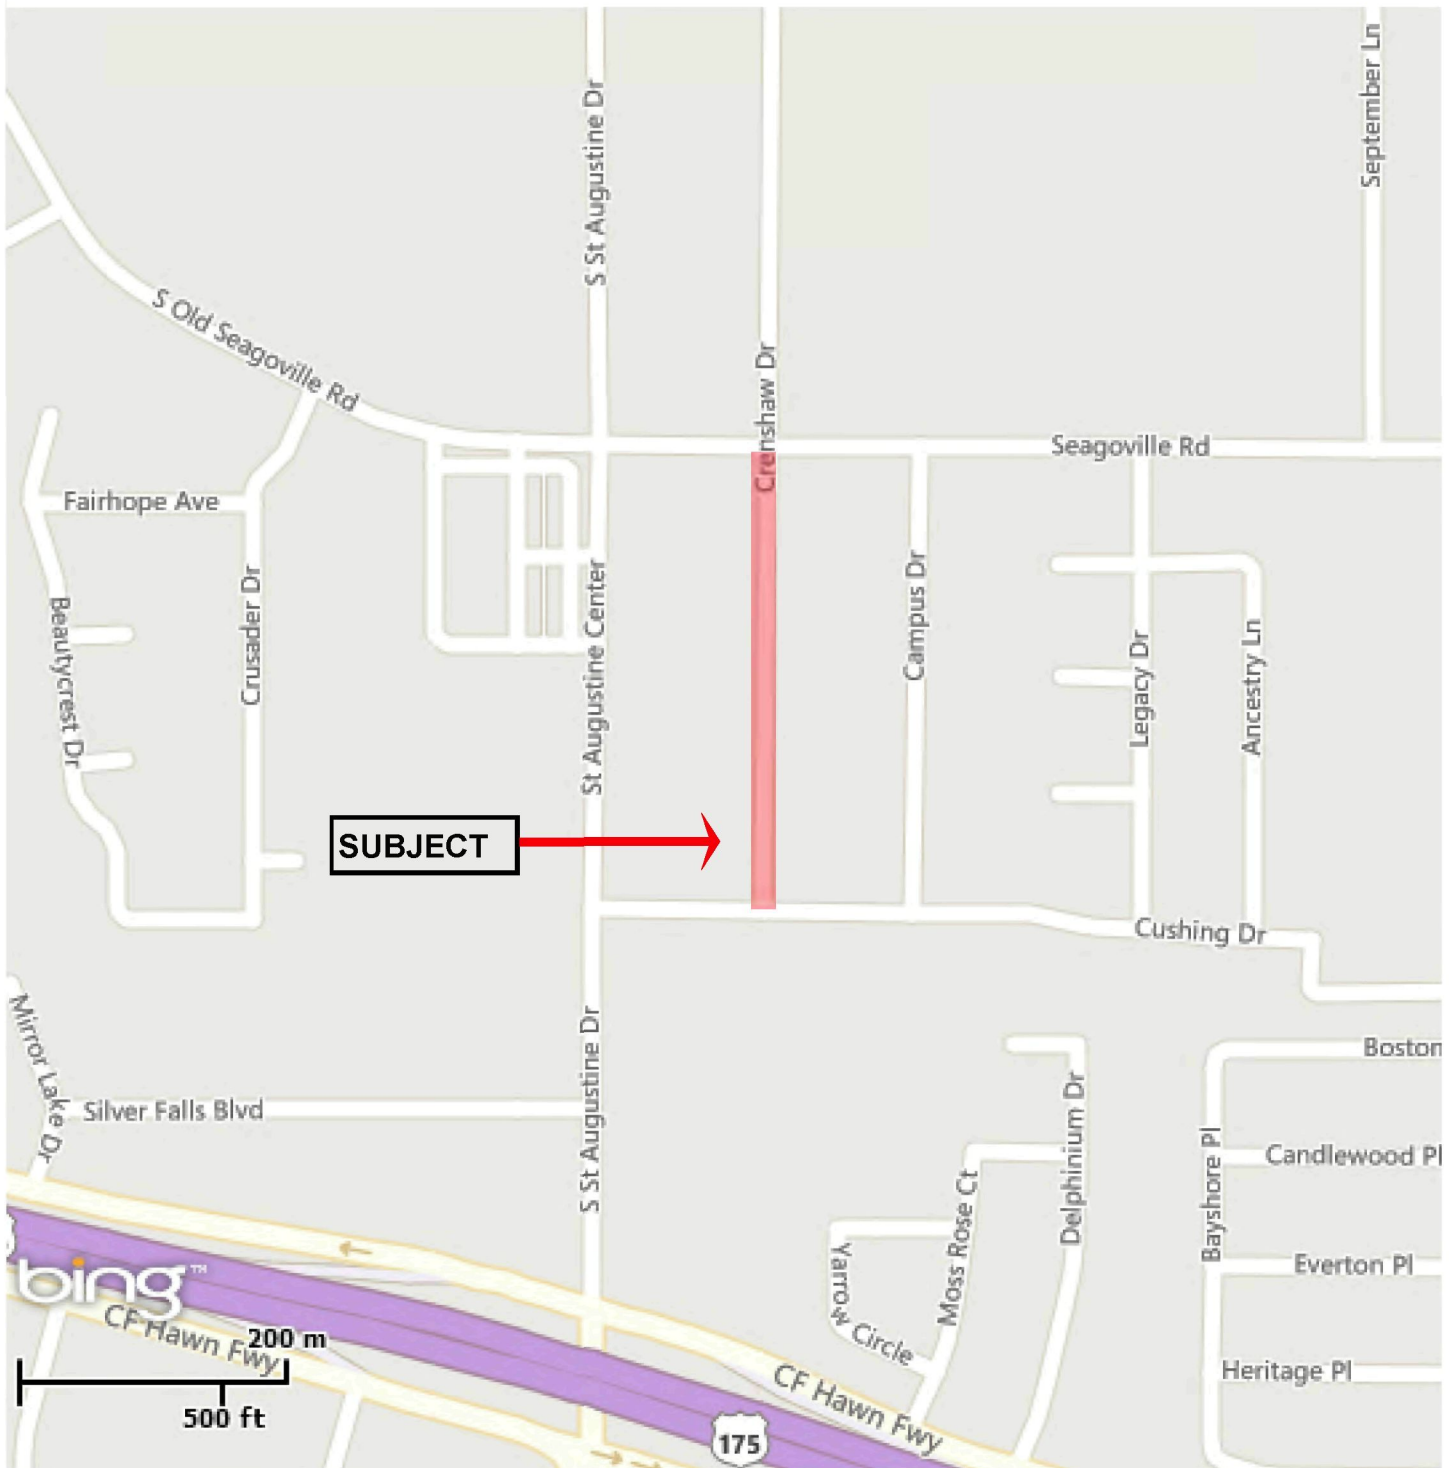 September Ln
S St Augustine Dr
S Old Seagoville Rd
Crenshaw Dr
Seagoville Rd
Fairhope Ave
Crusader Dr
Beautycrest Dr
St Augustine Center
Campus Dr
Legacy Dr
Ancestry Ln
SUBJECT
Cushing Dr
Mirror Lake Dr
Silver Falls Blvd
S St Augustine Dr
Boston
Delphinium Dr
Bayshore Pl
Candlewood Pl
Moss Rose Ct
Yarrow Circle
Everton Pl
bing™
CF Hawn Fwy
200 m
500 ft
Heritage Pl
CF Hawn Fwy
175